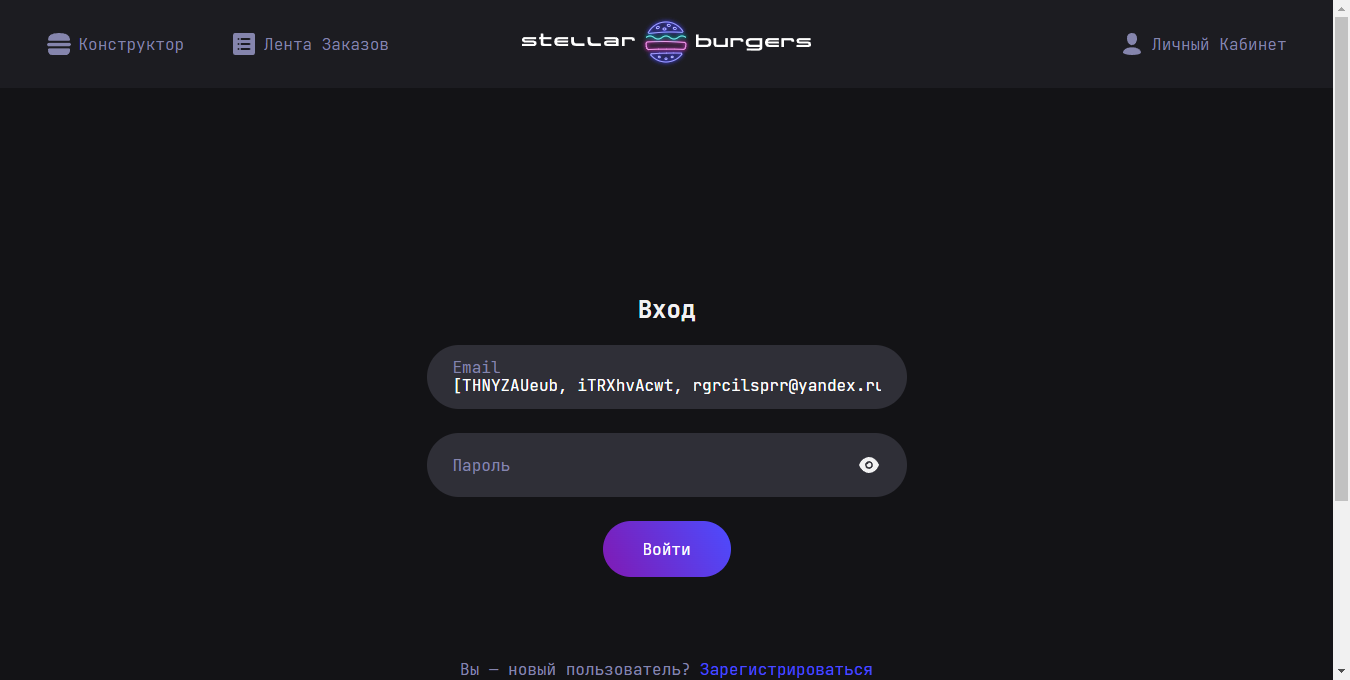 Конструктор
Лента Заказов
stellar burgers
Личный Кабинет
Вход
Email
[THNYZAUeub, iTRXhvAcwt, rgrcilsprr@yandex.ru
Пароль
Войти
Вы — новый пользователь? Зарегистрироваться